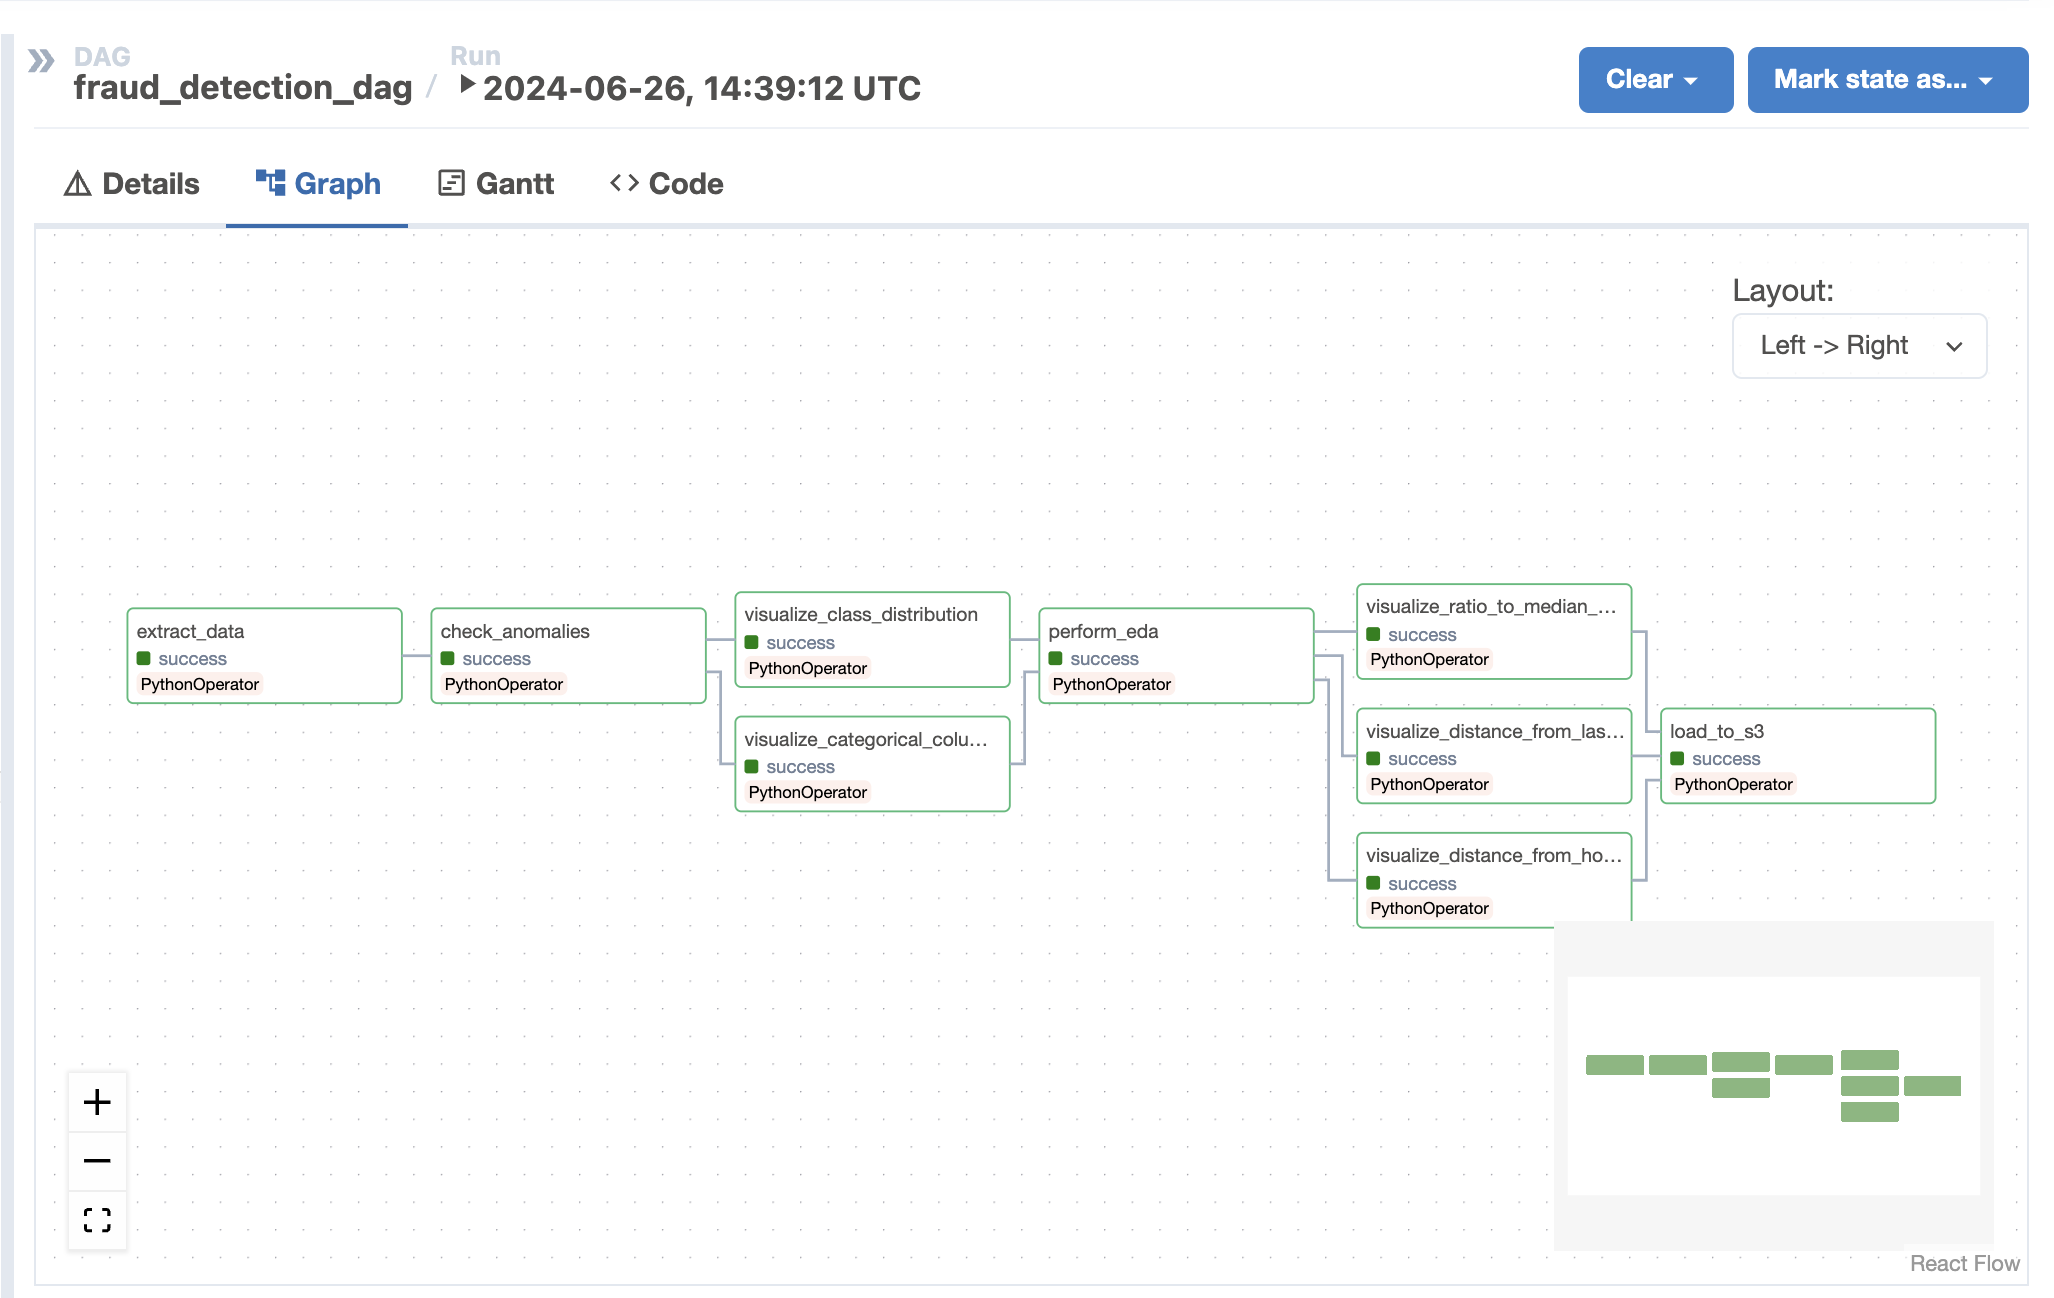 DAG
fraud_detection_dag
/
Run
2024-06-26, 14:39:12 UTC
Clear
Mark state as...
Details
Graph
Gantt
Code
Layout:
Left -> Right
extract_data
success
PythonOperator
check_anomalies
success
PythonOperator
visualize_class_distribution
success
PythonOperator
visualize_categorical_colu...
success
PythonOperator
perform_eda
success
PythonOperator
visualize_ratio_to_median_...
success
PythonOperator
visualize_distance_from_las...
success
PythonOperator
visualize_distance_from_ho...
success
PythonOperator
load_to_s3
success
PythonOperator
React Flow